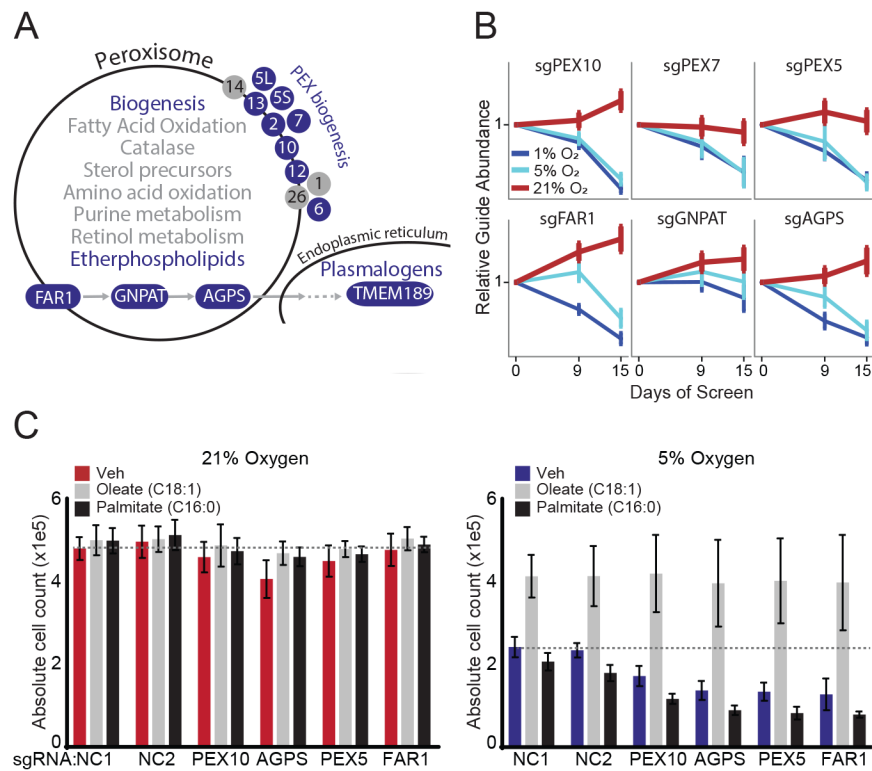 A
Peroxisome
Biogenesis
Fatty Acid Oxidation
Catalase
Sterol precursors
Amino acid oxidation
Purine metabolism
Retinol metabolism
Etherphospholipids
14
5L
13
5S
2
7
10
12
1
26
6
PEX biogenesis
Endoplasmic reticulum
Plasmalogens
FAR1
GNPAT
AGPS
TMEM189
B
Relative Guide Abundance
sgPEX10
sgPEX7
sgPEX5
1
1% O₂
5% O₂
21% O₂
sgFAR1
sgGNPAT
sgAGPS
1
0 9 15
0 9 15
0 9 15
Days of Screen
C
21% Oxygen
Veh
Oleate (C18:1)
Palmitate (C16:0)
Absolute cell count (x1e5)
6
4
2
0
sgRNA:NC1 NC2 PEX10 AGPS PEX5 FAR1
5% Oxygen
Veh
Oleate (C18:1)
Palmitate (C16:0)
Absolute cell count (x1e5)
6
4
2
0
NC1 NC2 PEX10 AGPS PEX5 FAR1